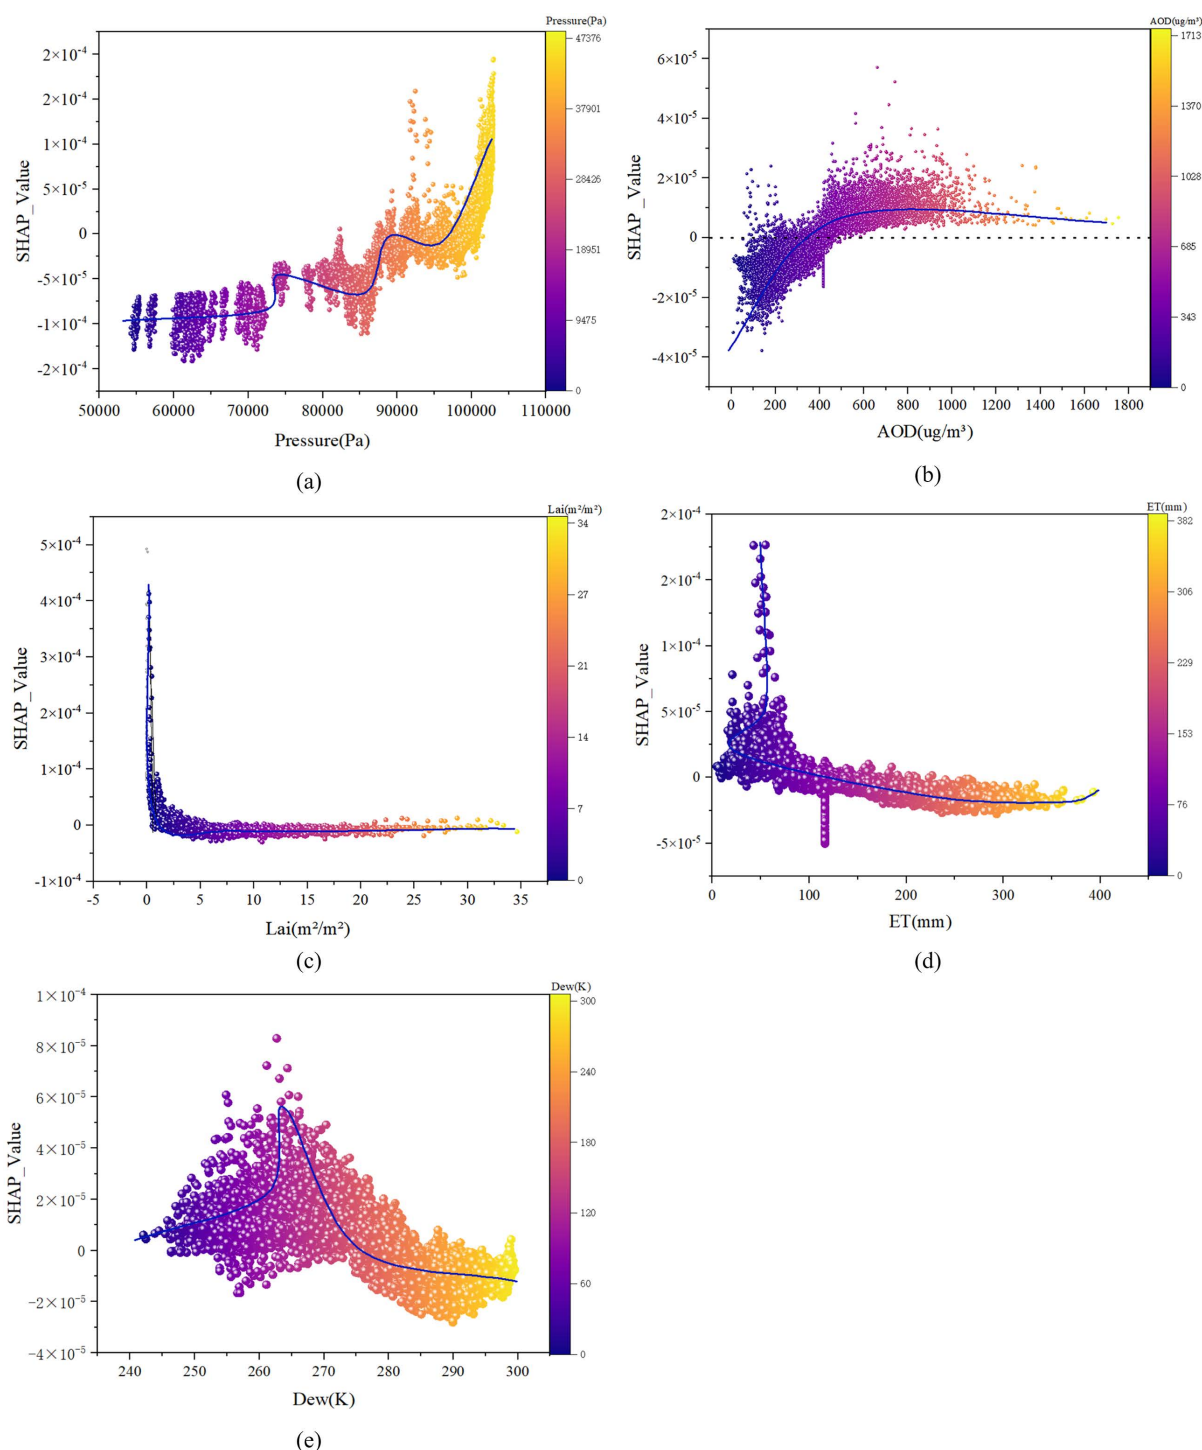 Pressure(Pa)
47376
37901
28426
18951
9475
0
2×10⁻⁴
2×10⁻⁴
1×10⁻⁴
5×10⁻⁵
0
-5×10⁻⁵
-1×10⁻⁴
-2×10⁻⁴
SHAP_Value
50000 60000 70000 80000 90000 100000 110000
Pressure(Pa)
(a)
AOD(ug/m³)
1713
1370
1028
685
343
0
6×10⁻⁵
4×10⁻⁵
2×10⁻⁵
0
-2×10⁻⁵
-4×10⁻⁵
SHAP_Value
0 200 400 600 800 1000 1200 1400 1600 1800
AOD(ug/m³)
(b)
Lai(m²/m²)
34
27
21
14
7
0
5×10⁻⁴
4×10⁻⁴
3×10⁻⁴
2×10⁻⁴
1×10⁻⁴
0
-1×10⁻⁴
SHAP_Value
-5 0 5 10 15 20 25 30 35
Lai(m²/m²)
(c)
ET(mm)
382
306
229
153
76
0
2×10⁻⁴
2×10⁻⁴
1×10⁻⁴
5×10⁻⁵
0
-5×10⁻⁵
SHAP_Value
0 100 200 300 400
ET(mm)
(d)
Dew(K)
300
240
180
120
60
0
1×10⁻⁴
8×10⁻⁵
6×10⁻⁵
4×10⁻⁵
2×10⁻⁵
0
-2×10⁻⁵
-4×10⁻⁵
SHAP_Value
240 250 260 270 280 290 300
Dew(K)
(e)